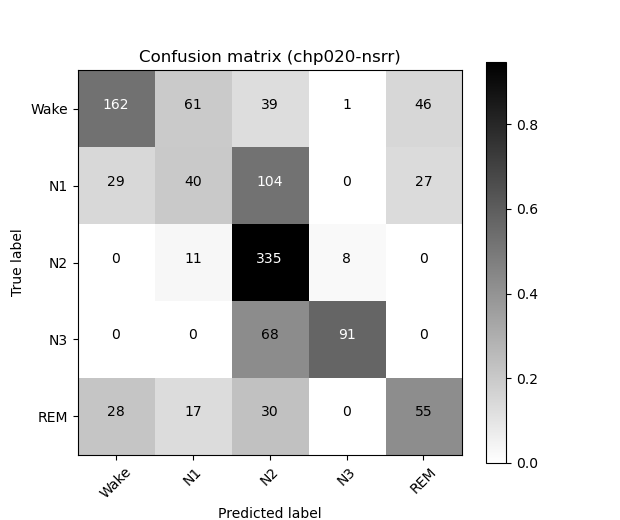 Confusion matrix (chp020-nsrr)
Wake 162 61 39 1 46
N1 29 40 104 0 27
N2 0 11 335 8 0
N3 0 0 68 91 0
REM 28 17 30 0 55
Wake N1 N2 N3 REM
Predicted label
True label
0.8
0.6
0.4
0.2
0.0